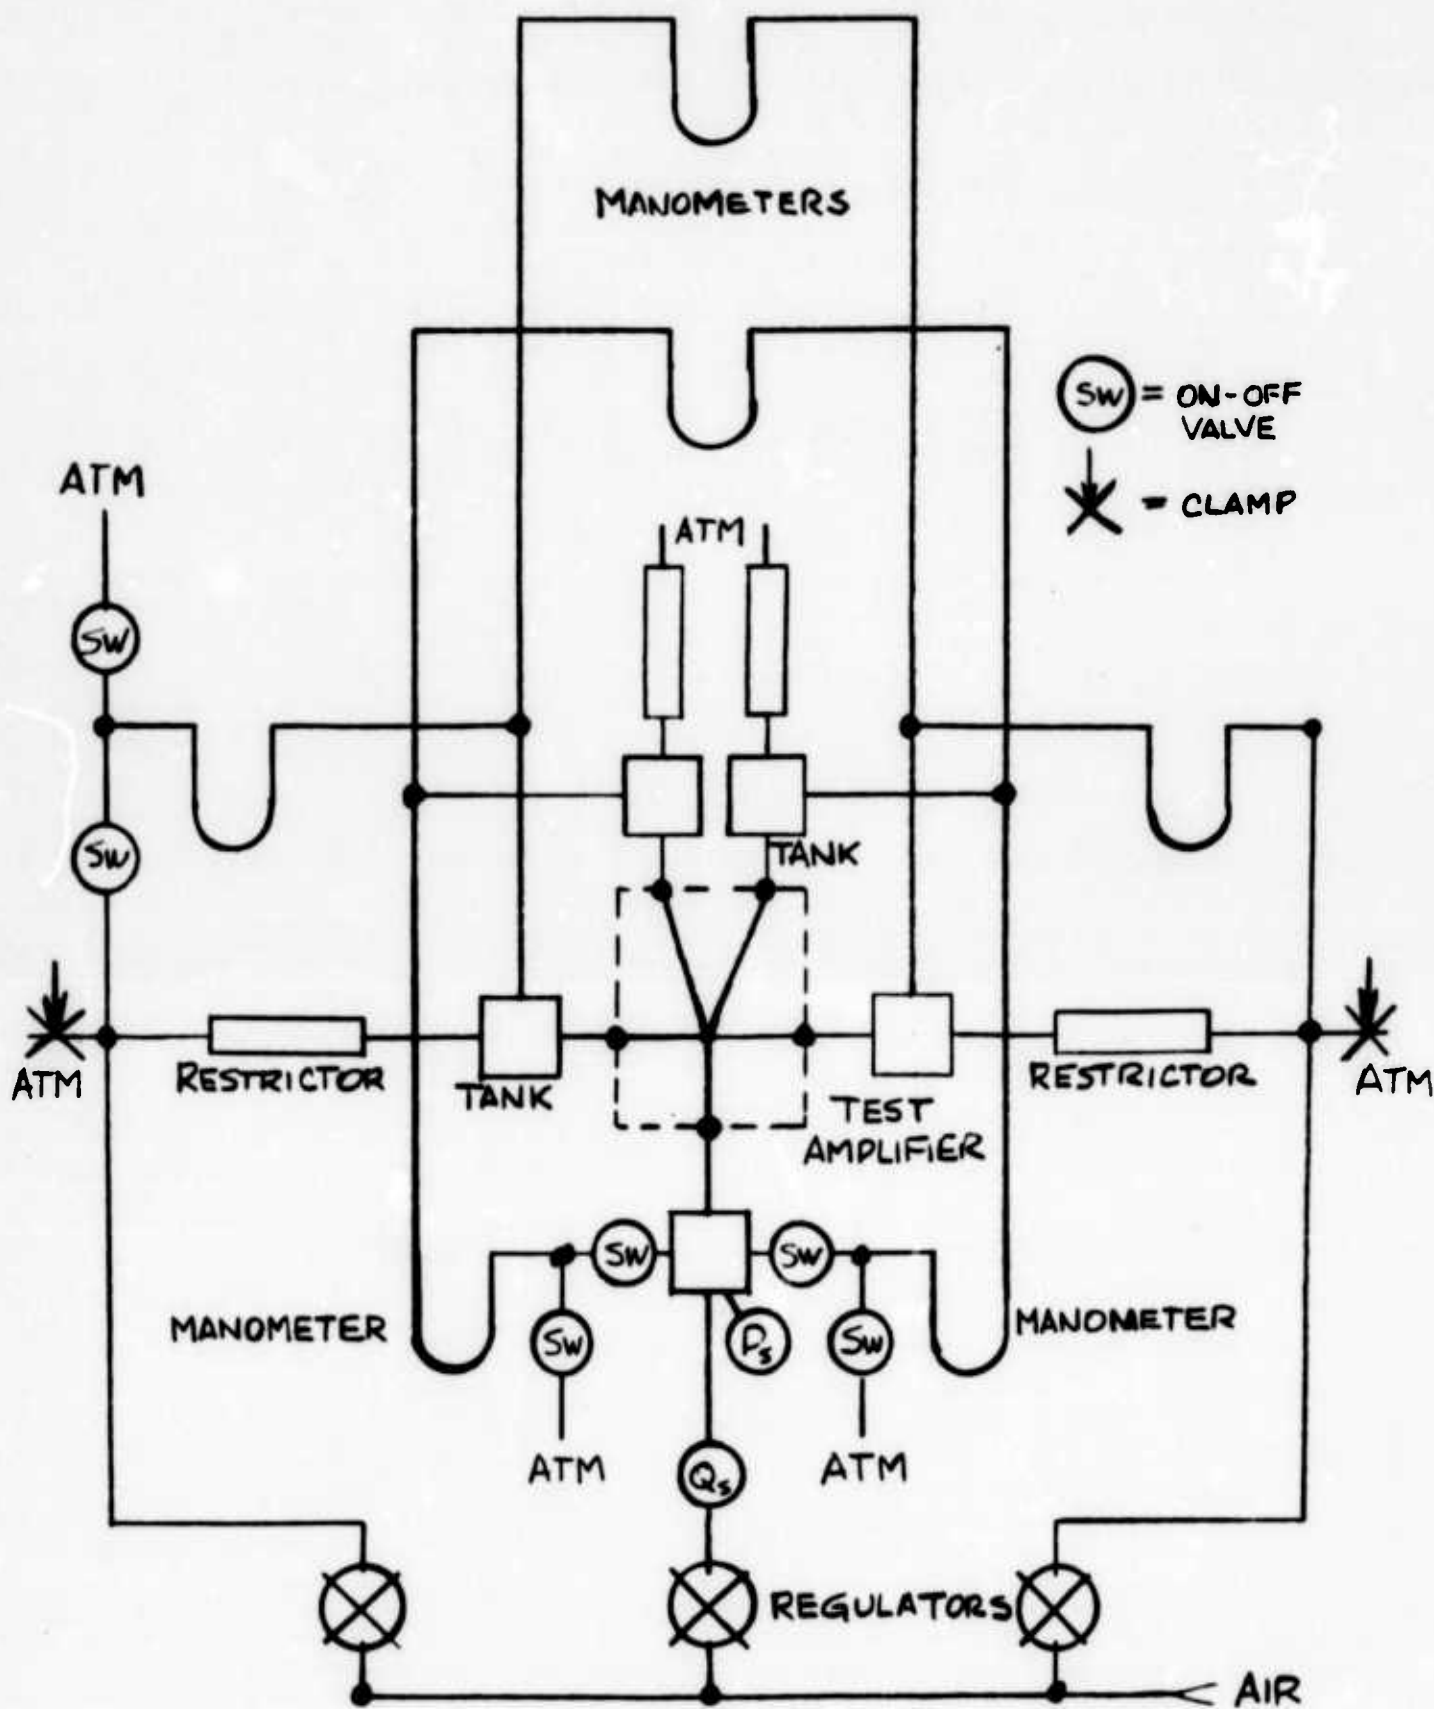 MANOMETERS
SW = ON-OFF
VALVE
= CLAMP
ATM
ATM
SW
SW
TANK
ATM
RESTRICTOR
TANK
TEST
AMPLIFIER
RESTRICTOR
ATM
SW
SW
MANOMETER
SW
Ps
SW
MANOMETER
ATM
Qs
ATM
REGULATORS
AIR